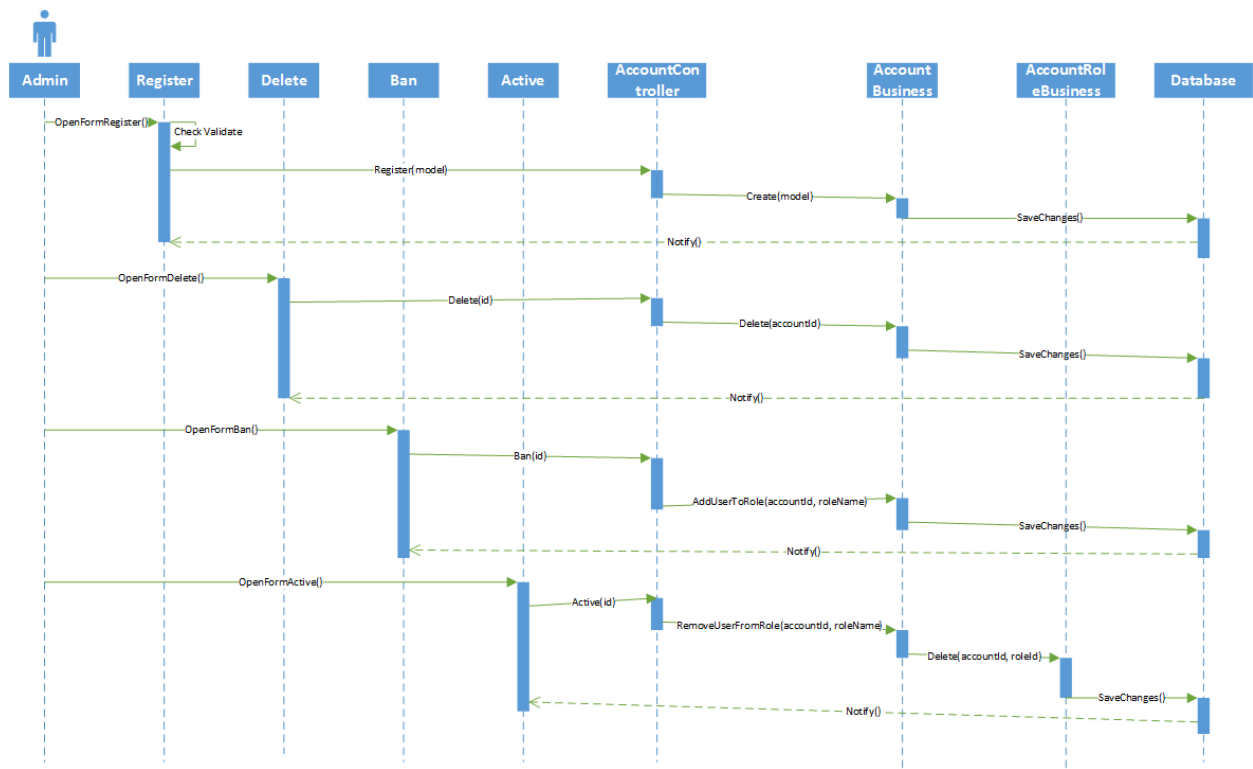 Admin
Register
Delete
Ban
Active
AccountCon
troller
Account
Business
AccountRol
eBusiness
Database
OpenFormRegister()
Check Validate
Register(model)
Create(model)
SaveChanges()
Notify()
OpenFormDelete()
Delete(id)
Delete(accountId)
SaveChanges()
Notify()
OpenFormBan()
Ban(id)
AddUserToRole(accountId, roleName)
SaveChanges()
Notify()
OpenFormActive()
Active(id)
RemoveUserFromRole(accountId, roleName)
Delete(accountId, roleId)
SaveChanges()
Notify()